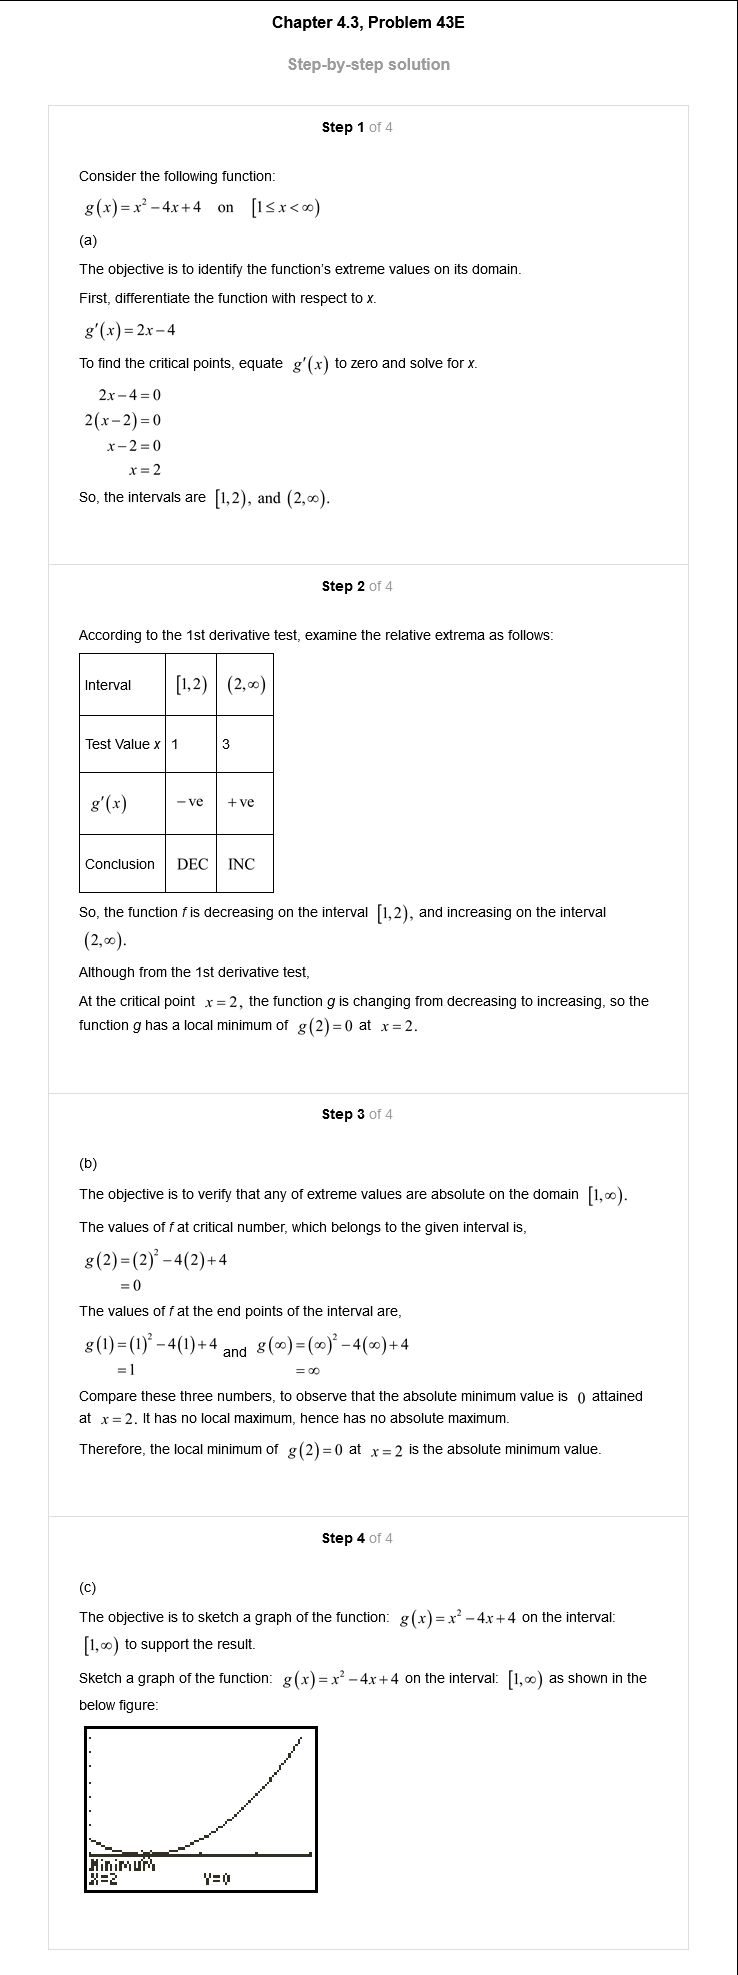 Chapter 4.3, Problem 43E
Step-by-step solution
Step 1 of 4
Consider the following function:
g(x) = x² − 4x + 4 on [1 ≤ x < ∞)
(a)
The objective is to identify the function's extreme values on its domain.
First, differentiate the function with respect to x.
g′(x) = 2x − 4
To find the critical points, equate g′(x) to zero and solve for x.
2x − 4 = 0
2(x − 2) = 0
x − 2 = 0
x = 2
So, the intervals are [1,2), and (2,∞).
Step 2 of 4
According to the 1st derivative test, examine the relative extrema as follows:
Interval [1,2) (2,∞)
Test Value x 1 3
g′(x) − ve + ve
Conclusion DEC INC
So, the function f is decreasing on the interval [1,2), and increasing on the interval
(2,∞).
Although from the 1st derivative test,
At the critical point x = 2, the function g is changing from decreasing to increasing, so the
function g has a local minimum of g(2) = 0 at x = 2.
Step 3 of 4
(b)
The objective is to verify that any of extreme values are absolute on the domain [1,∞).
The values of f at critical number, which belongs to the given interval is,
g(2) = (2)² − 4(2) + 4
= 0
The values of f at the end points of the interval are,
g(1) = (1)² − 4(1) + 4 and g(∞) = (∞)² − 4(∞) + 4
= 1 = ∞
Compare these three numbers, to observe that the absolute minimum value is 0 attained
at x = 2. It has no local maximum, hence has no absolute maximum.
Therefore, the local minimum of g(2) = 0 at x = 2 is the absolute minimum value.
Step 4 of 4
(c)
The objective is to sketch a graph of the function: g(x) = x² − 4x + 4 on the interval:
[1,∞) to support the result.
Sketch a graph of the function: g(x) = x² − 4x + 4 on the interval: [1,∞) as shown in the
below figure:
Minimum
X=2 Y=0